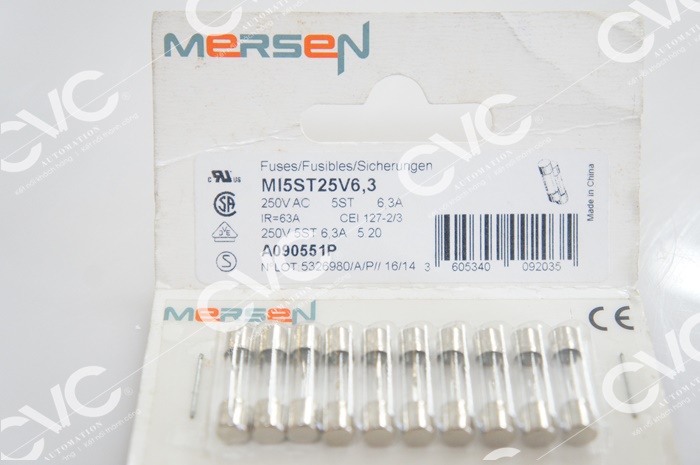 MERSEN
Fuses/Fusibles/Sicherungen
MI5ST25V6,3
250V AC 5ST 6,3A
IR=63A CEI 127-2/3
250V 5ST 6,3A 5.20
A090551P
N°LOT:5326980/A/P// 16/14
3 605340 092035
Made in China
MERSEN
CE
CVC
AUTOMATION